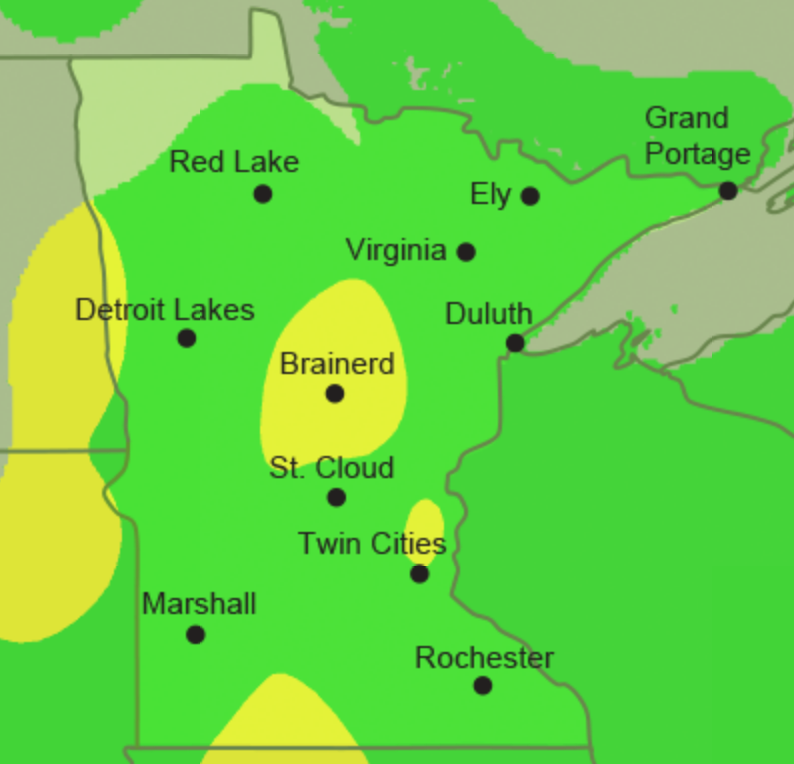 Grand
Portage
Red Lake
Ely
Virginia
Detroit Lakes
Duluth
Brainerd
St. Cloud
Twin Cities
Marshall
Rochester